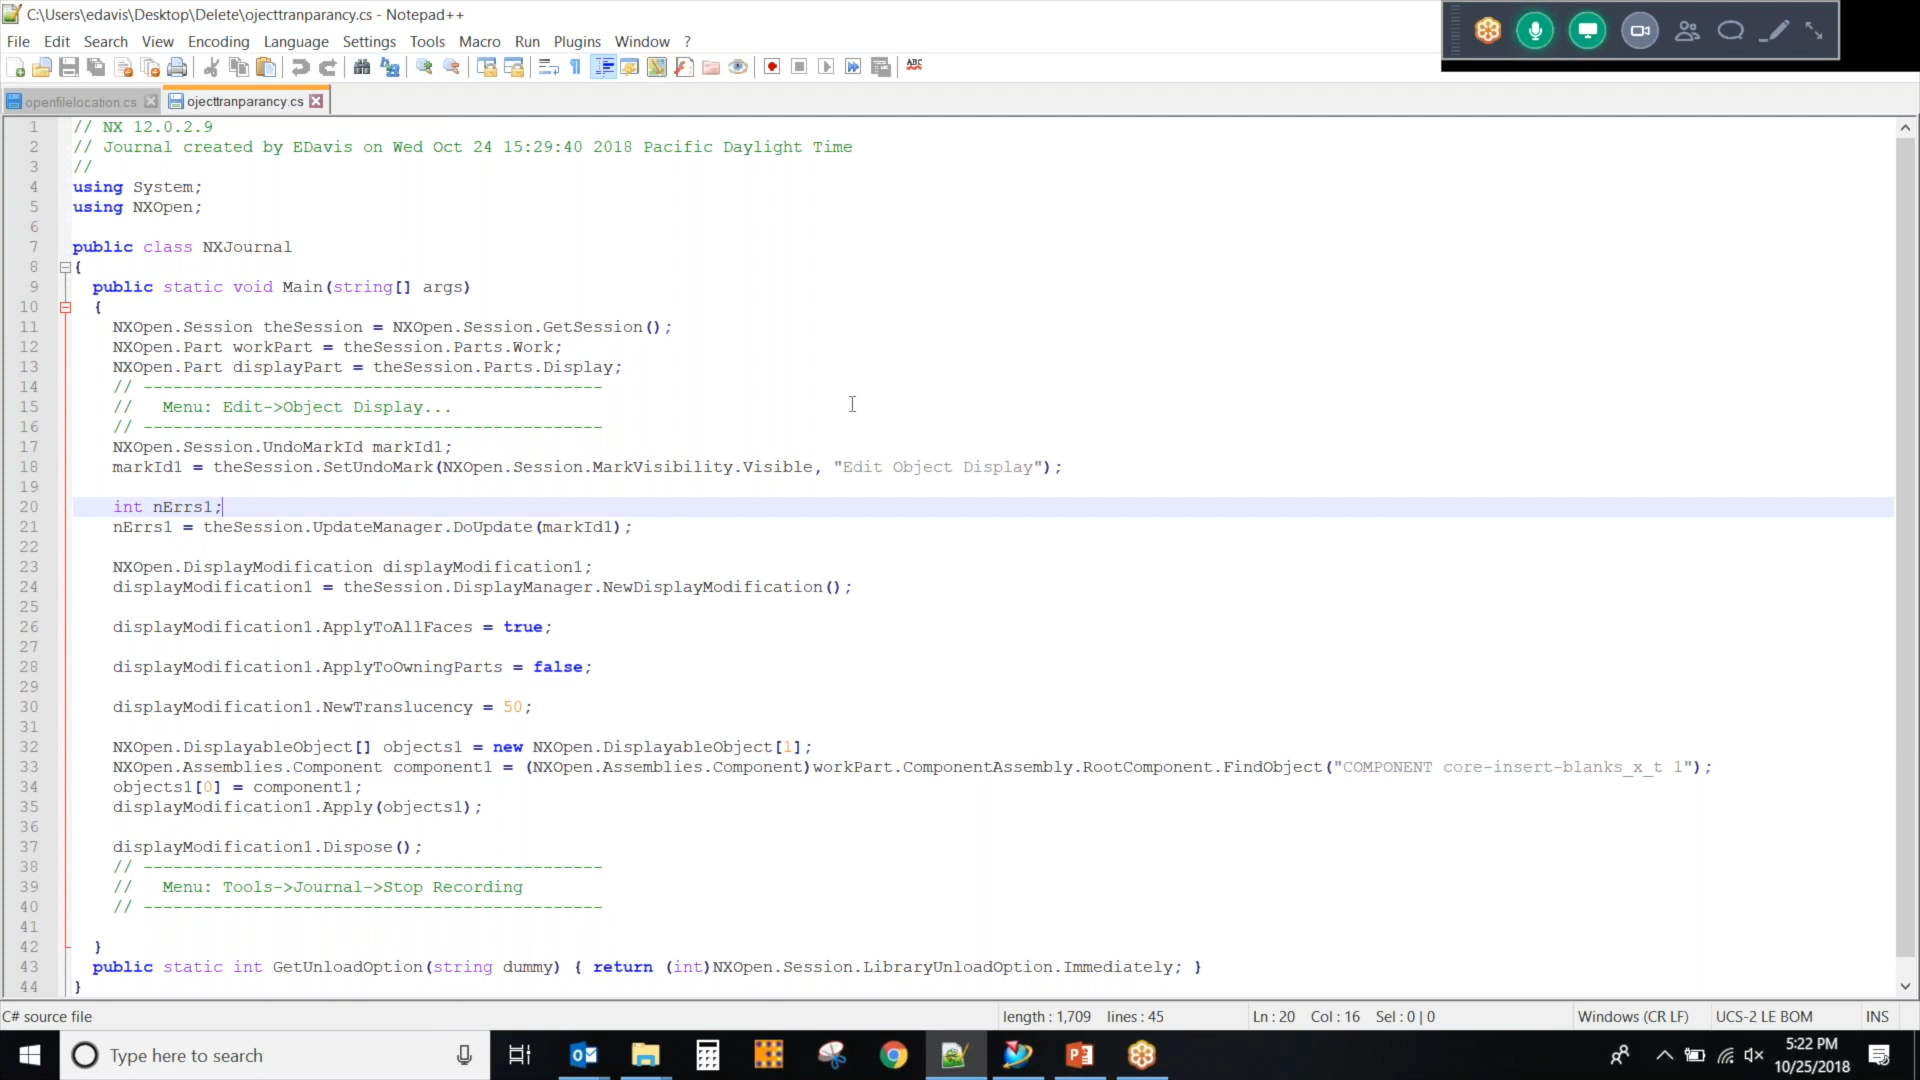 C:\Users\edavis\Desktop\Delete\ojecttranparancy.cs - Notepad++
File Edit Search View Encoding Language Settings Tools Macro Run Plugins Window ?
ABC
openfilelocation.cs ojecttranparancy.cs
1 // NX 12.0.2.9
2 // Journal created by EDavis on Wed Oct 24 15:29:40 2018 Pacific Daylight Time
3 //
4 using System;
5 using NXOpen;
6
7 public class NXJournal
8 {
9 public static void Main(string[] args)
10 {
11 NXOpen.Session theSession = NXOpen.Session.GetSession();
12 NXOpen.Part workPart = theSession.Parts.Work;
13 NXOpen.Part displayPart = theSession.Parts.Display;
14 // ----------------------------------------------
15 // Menu: Edit->Object Display...
16 // ----------------------------------------------
17 NXOpen.Session.UndoMarkId markId1;
18 markId1 = theSession.SetUndoMark(NXOpen.Session.MarkVisibility.Visible, "Edit Object Display");
19
20 int nErrs1;
21 nErrs1 = theSession.UpdateManager.DoUpdate(markId1);
22
23 NXOpen.DisplayModification displayModification1;
24 displayModification1 = theSession.DisplayManager.NewDisplayModification();
25
26 displayModification1.ApplyToAllFaces = true;
27
28 displayModification1.ApplyToOwningParts = false;
29
30 displayModification1.NewTranslucency = 50;
31
32 NXOpen.DisplayableObject[] objects1 = new NXOpen.DisplayableObject[1];
33 NXOpen.Assemblies.Component component1 = (NXOpen.Assemblies.Component)workPart.ComponentAssembly.RootComponent.FindObject("COMPONENT core-insert-blanks_x_t 1");
34 objects1[0] = component1;
35 displayModification1.Apply(objects1);
36
37 displayModification1.Dispose();
38 // ----------------------------------------------
39 // Menu: Tools->Journal->Stop Recording
40 // ----------------------------------------------
41
42 }
43 public static int GetUnloadOption(string dummy) { return (int)NXOpen.Session.LibraryUnloadOption.Immediately; }
44 }
C# source file length : 1,709 lines : 45 Ln : 20 Col : 16 Sel : 0 | 0 Windows (CR LF) UCS-2 LE BOM INS
Type here to search
5:22 PM
10/25/2018